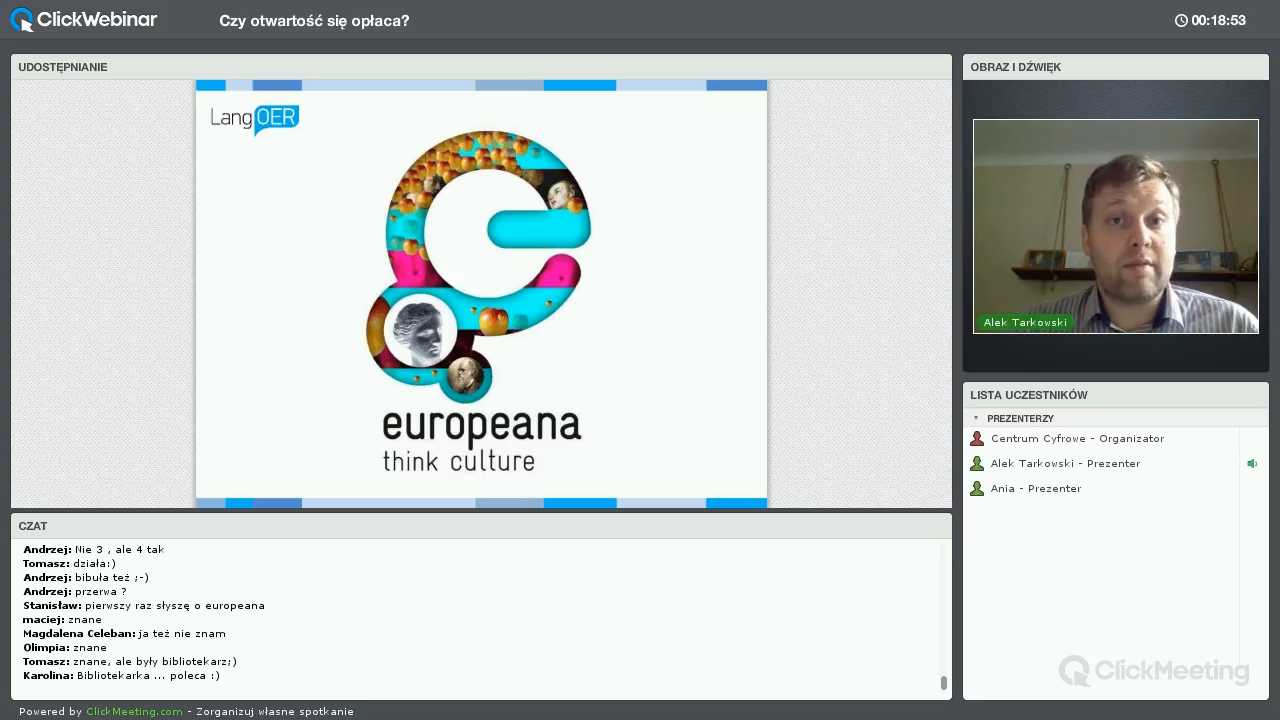 ClickWebinar
Czy otwartość się opłaca?
00:18:53
UDOSTĘPNIANIE
LangOER
europeana
think culture
OBRAZ I DŹWIĘK
Alek Tarkowski
LISTA UCZESTNIKÓW
PREZENTERZY
Centrum Cyfrowe - Organizator
Alek Tarkowski - Prezenter
Ania - Prezenter
ClickMeeting
CZAT
Andrzej: Nie 3 , ale 4 tak
Tomasz: działa:)
Andrzej: bibuła też ;-)
Andrzej: przerwa ?
Stanisław: pierwszy raz słyszę o europeana
maciej: znane
Magdalena Celeban: ja też nie znam
Olimpia: znane
Tomasz: znane, ale były bibliotekarz;)
Karolina: Bibliotekarka ... poleca :)
Powered by ClickMeeting.com - Zorganizuj własne spotkanie